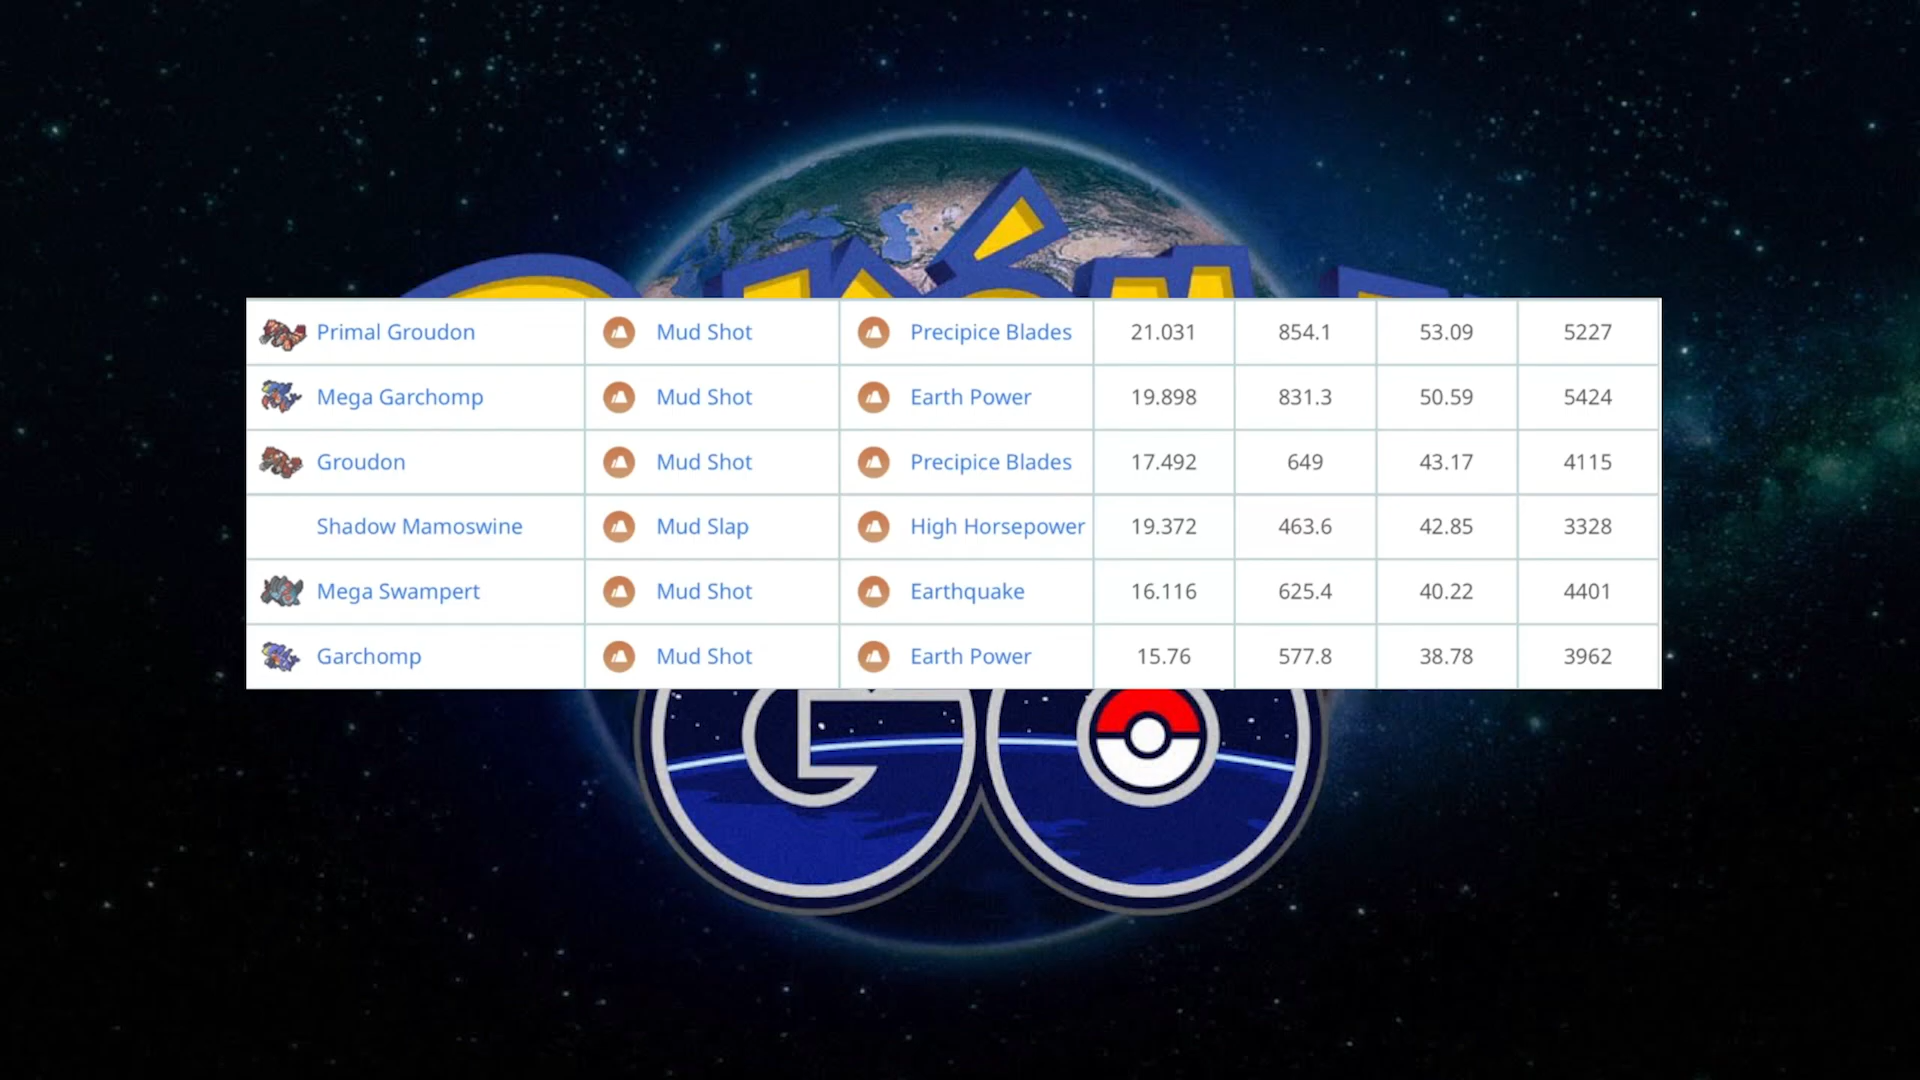 Primal Groudon Mud Shot Precipice Blades 21.031 854.1 53.09 5227
Mega Garchomp Mud Shot Earth Power 19.898 831.3 50.59 5424
Groudon Mud Shot Precipice Blades 17.492 649 43.17 4115
Shadow Mamoswine Mud Slap High Horsepower 19.372 463.6 42.85 3328
Mega Swampert Mud Shot Earthquake 16.116 625.4 40.22 4401
Garchomp Mud Shot Earth Power 15.76 577.8 38.78 3962
GO